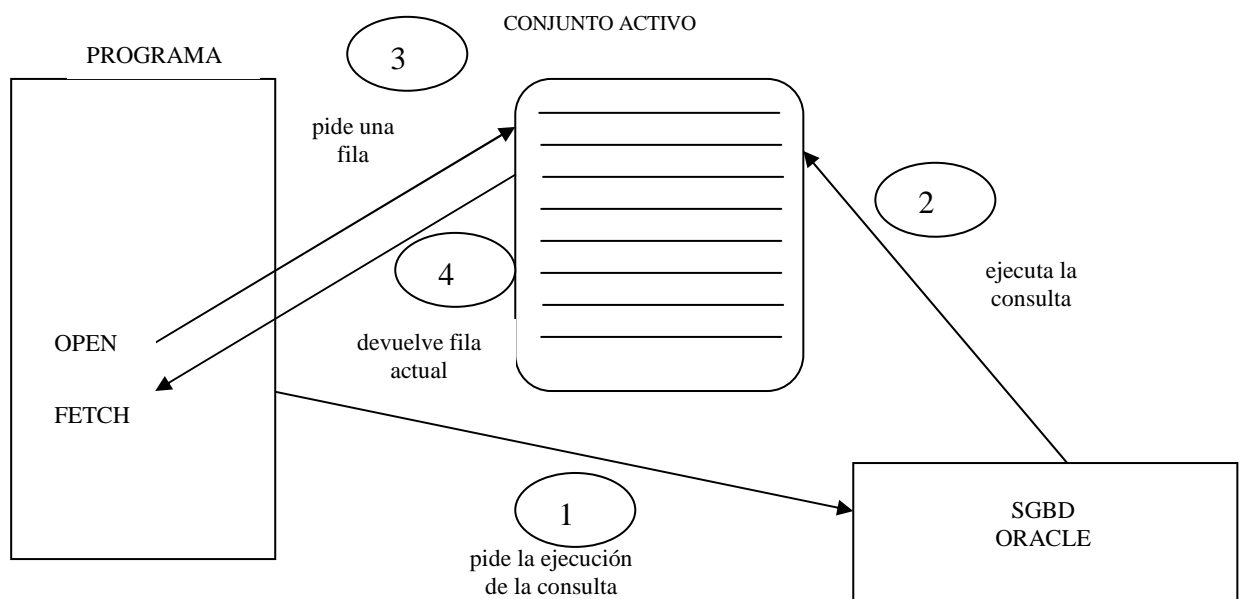 CONJUNTO ACTIVO
PROGRAMA
3
pide una
fila
2
ejecuta la
consulta
4
devuelve fila
actual
OPEN
FETCH
1
pide la ejecución
de la consulta
SGBD
ORACLE